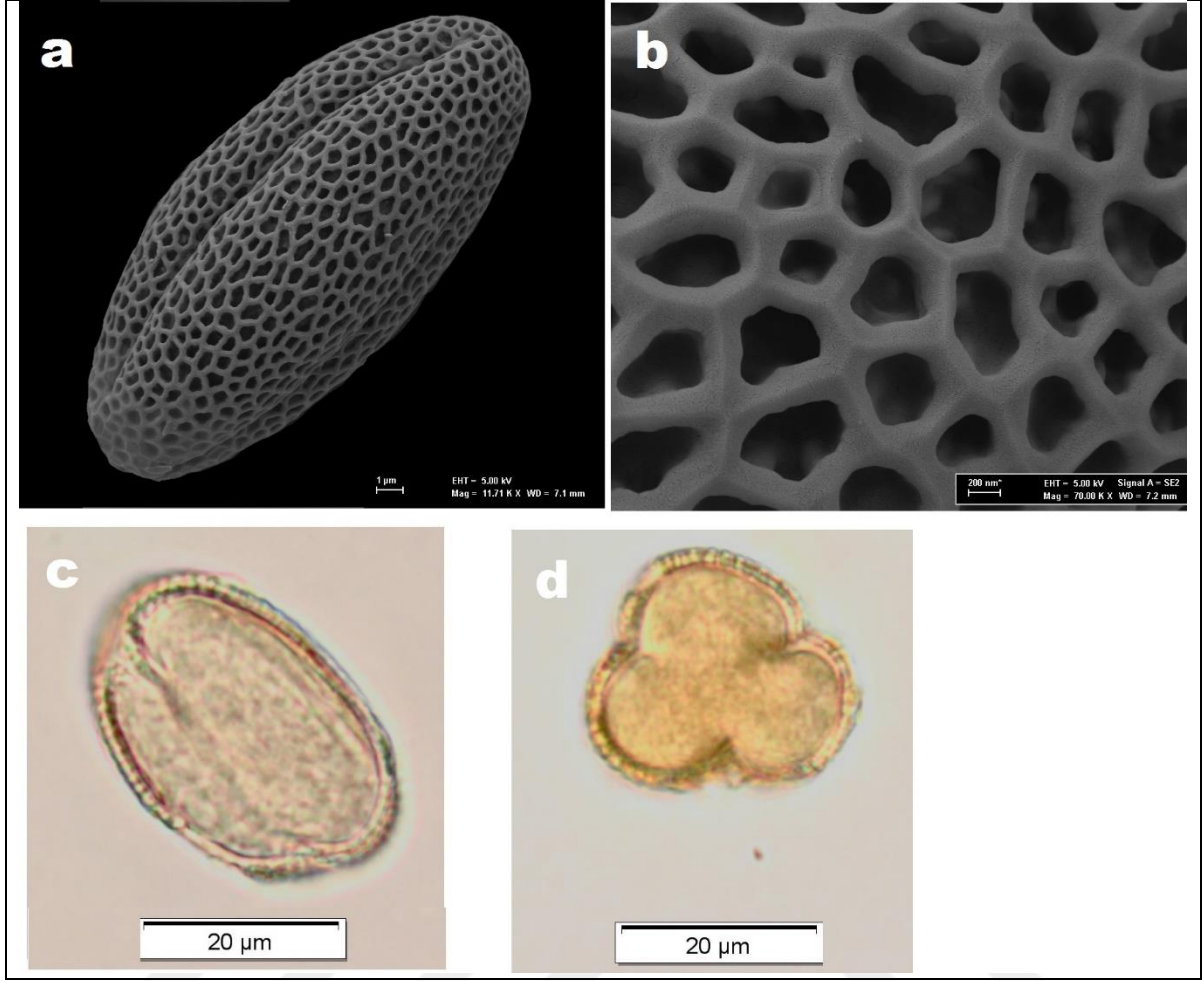 a
1 µm
EHT = 5.00 kV
Mag = 11.71 K X WD = 7.1 mm
b
200 nm*
EHT = 5.00 kV Signal A = SE2
Mag = 70.00 K X WD = 7.2 mm
c
20 µm
d
20 µm